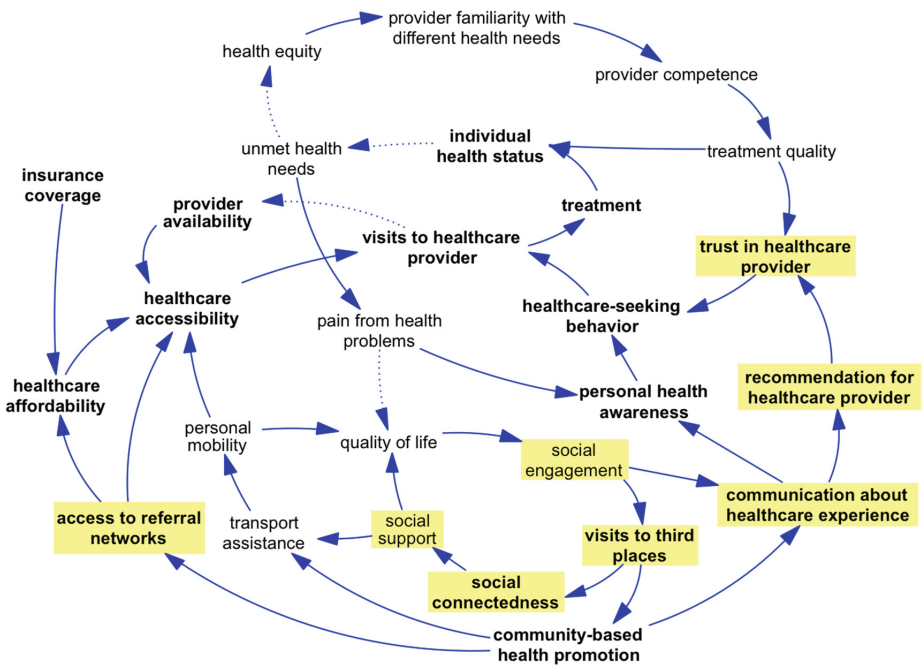 provider familiarity with
different health needs
health equity
provider competence
individual
health status
unmet health
needs
treatment quality
insurance
coverage
provider
availability
treatment
visits to healthcare
provider
trust in healthcare
provider
healthcare
accessibility
healthcare-seeking
behavior
pain from health
problems
healthcare
affordability
personal health
awareness
recommendation for
healthcare provider
personal
mobility
quality of life
social
engagement
communication about
healthcare experience
access to referral
networks
transport
assistance
social
support
visits to third
places
social
connectedness
community-based
health promotion